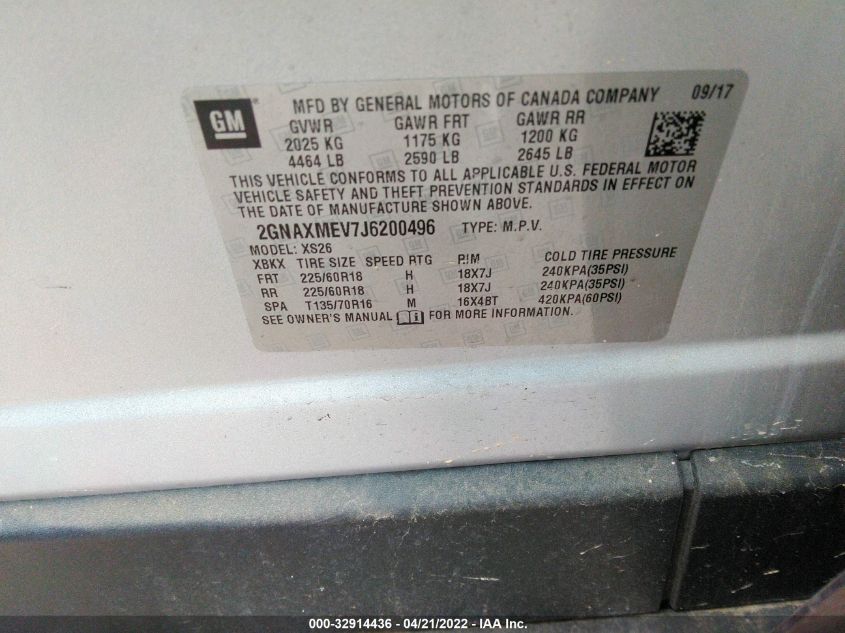 GM
MFD BY GENERAL MOTORS OF CANADA COMPANY 09/17
GVWR GAWR FRT GAWR RR
2025 KG 1175 KG 1200 KG
4464 LB 2590 LB 2645 LB
THIS VEHICLE CONFORMS TO ALL APPLICABLE U.S. FEDERAL MOTOR
VEHICLE SAFETY AND THEFT PREVENTION STANDARDS IN EFFECT ON
THE DATE OF MANUFACTURE SHOWN ABOVE.
2GNAXMEV7J6200496 TYPE: M.P.V.
MODEL: XS26
XBKX TIRE SIZE SPEED RTG RIM COLD TIRE PRESSURE
FRT 225/60R18 H 18X7J 240KPA(35PSI)
RR 225/60R18 H 18X7J 240KPA(35PSI)
SPA T135/70R16 M 16X4BT 420KPA(60PSI)
SEE OWNER'S MANUAL FOR MORE INFORMATION.
000-32914436 - 04/21/2022 - IAA Inc.